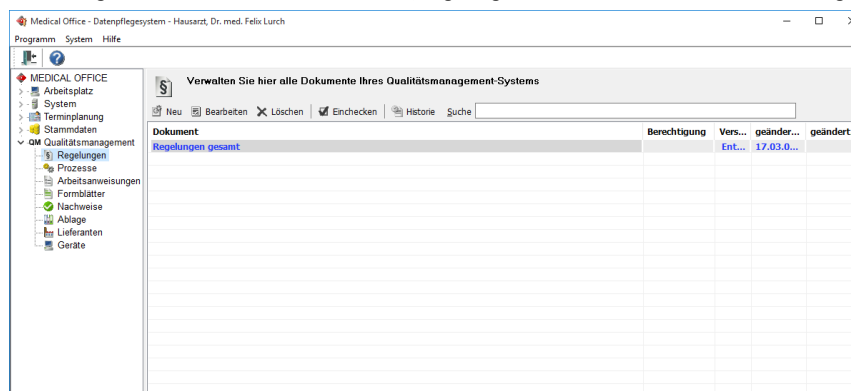 Medical Office - Datenpflegesystem - Hausarzt, Dr. med. Felix Lurch
Programm System Hilfe
MEDICAL OFFICE
Arbeitsplatz
System
Terminplanung
Stammdaten
QM Qualitätsmanagement
§ Regelungen
Prozesse
Arbeitsanweisungen
Formblätter
Nachweise
Ablage
Lieferanten
Geräte
§ Verwalten Sie hier alle Dokumente Ihres Qualitätsmanagement-Systems
Neu Bearbeiten Löschen Einchecken Historie Suche
Dokument Berechtigung Vers... geänder... geändert
Regelungen gesamt Ent... 17.03.0...